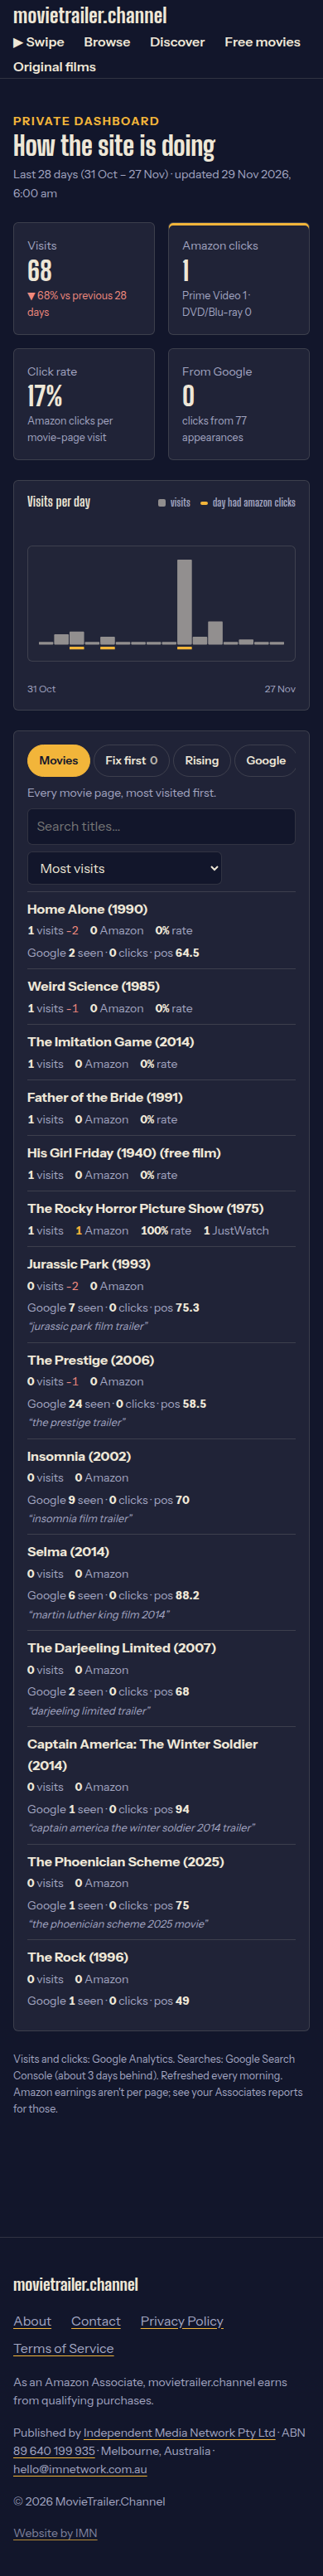 movietrailer.channel
▶ Swipe Browse Discover Free movies
Original films
PRIVATE DASHBOARD
How the site is doing
Last 28 days (31 Oct – 27 Nov) · updated 29 Nov 2026,
6:00 am
Visits
68
▼ 68% vs previous 28
days
Amazon clicks
1
Prime Video 1 ·
DVD/Blu-ray 0
Click rate
17%
Amazon clicks per
movie-page visit
From Google
0
clicks from 77
appearances
Visits per day
visits day had amazon clicks
31 Oct 27 Nov
Movies Fix first 0 Rising Google
Every movie page, most visited first.
Search titles...
Most visits
Home Alone (1990)
1 visits -2 0 Amazon 0% rate
Google 2 seen · 0 clicks · pos 64.5
Weird Science (1985)
1 visits -1 0 Amazon 0% rate
The Imitation Game (2014)
1 visits 0 Amazon 0% rate
Father of the Bride (1991)
1 visits 0 Amazon 0% rate
His Girl Friday (1940) (free film)
1 visits 0 Amazon 0% rate
The Rocky Horror Picture Show (1975)
1 visits 1 Amazon 100% rate 1 JustWatch
Jurassic Park (1993)
0 visits -2 0 Amazon
Google 7 seen · 0 clicks · pos 75.3
“jurassic park film trailer”
The Prestige (2006)
0 visits -1 0 Amazon
Google 24 seen · 0 clicks · pos 58.5
“the prestige trailer”
Insomnia (2002)
0 visits 0 Amazon
Google 9 seen · 0 clicks · pos 70
“insomnia film trailer”
Selma (2014)
0 visits 0 Amazon
Google 6 seen · 0 clicks · pos 88.2
“martin luther king film 2014”
The Darjeeling Limited (2007)
0 visits 0 Amazon
Google 2 seen · 0 clicks · pos 68
“darjeeling limited trailer”
Captain America: The Winter Soldier
(2014)
0 visits 0 Amazon
Google 1 seen · 0 clicks · pos 94
“captain america the winter soldier 2014 trailer”
The Phoenician Scheme (2025)
0 visits 0 Amazon
Google 1 seen · 0 clicks · pos 75
“the phoenician scheme 2025 movie”
The Rock (1996)
0 visits 0 Amazon
Google 1 seen · 0 clicks · pos 49
Visits and clicks: Google Analytics. Searches: Google Search
Console (about 3 days behind). Refreshed every morning.
Amazon earnings aren't per page; see your Associates reports
for those.
movietrailer.channel
About Contact Privacy Policy
Terms of Service
As an Amazon Associate, movietrailer.channel earns
from qualifying purchases.
Published by Independent Media Network Pty Ltd · ABN
89 640 199 935 · Melbourne, Australia ·
hello@imnetwork.com.au
© 2026 MovieTrailer.Channel
Website by IMN